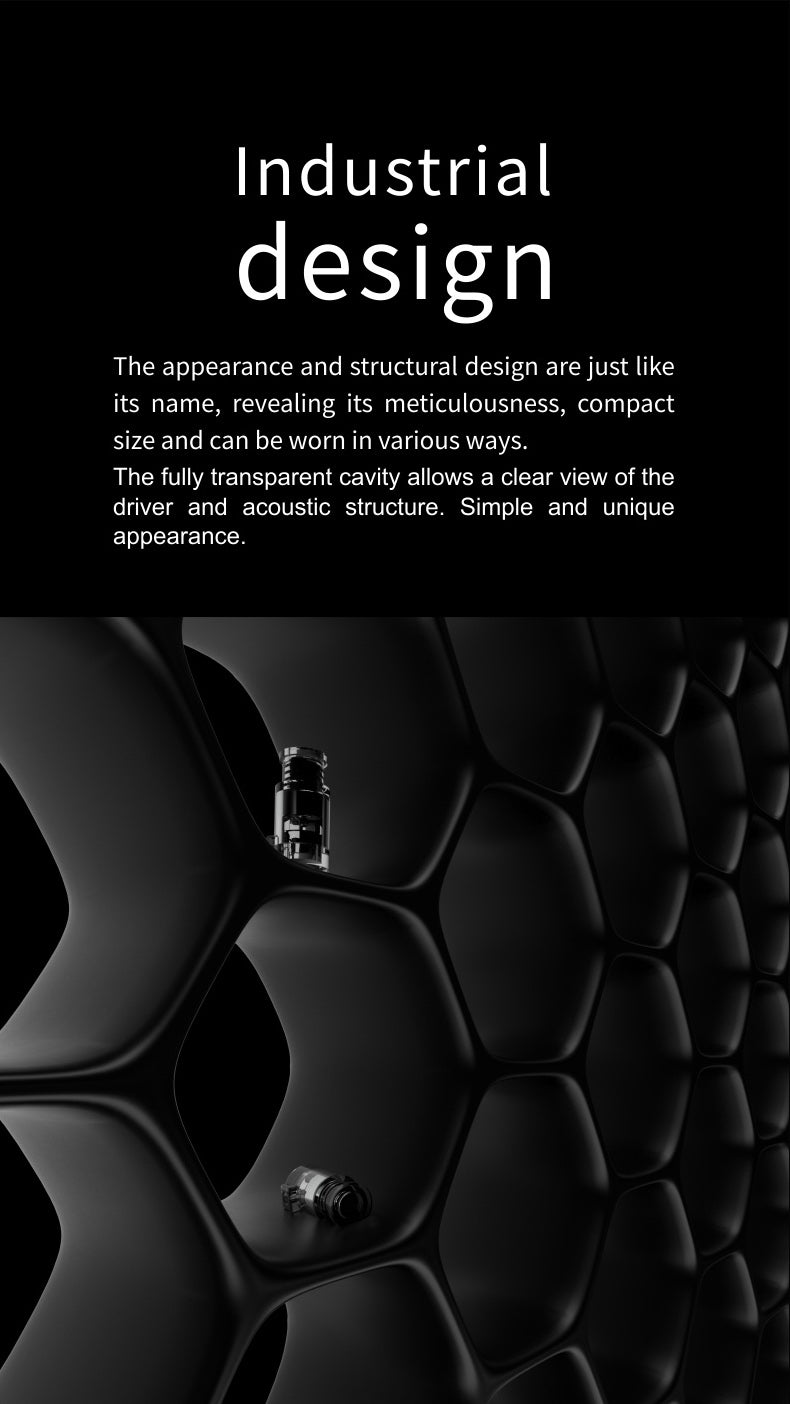 Industrial
design
The appearance and structural design are just like
its name, revealing its meticulousness, compact
size and can be worn in various ways.
The fully transparent cavity allows a clear view of the
driver and acoustic structure. Simple and unique
appearance.